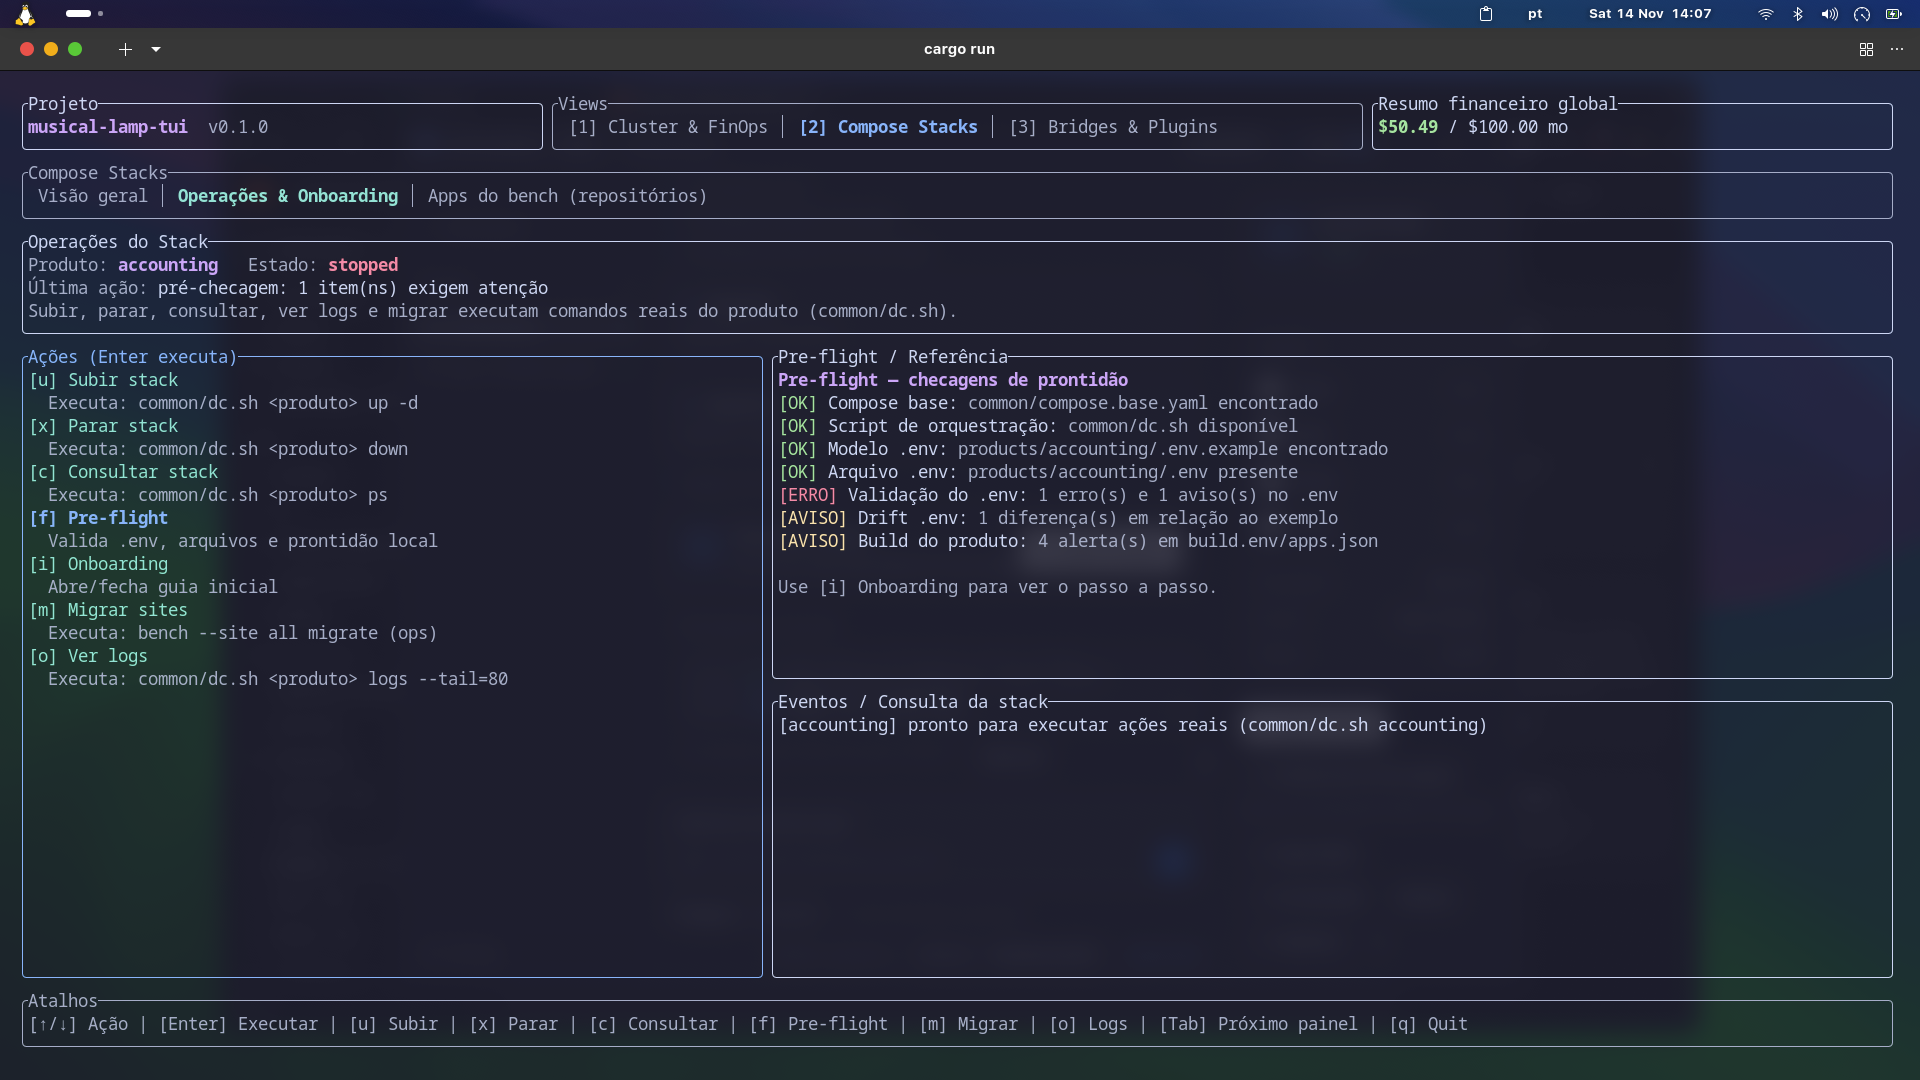 pt
Sat 14 Nov 14:07
cargo run
Projeto
musical-lamp-tui v0.1.0
Views
[1] Cluster & FinOps │ [2] Compose Stacks │ [3] Bridges & Plugins
Resumo financeiro global
$50.49 / $100.00 mo
Compose Stacks
Visão geral │ Operações & Onboarding │ Apps do bench (repositórios)
Operações do Stack
Produto: accounting Estado: stopped
Última ação: pré-checagem: 1 item(ns) exigem atenção
Subir, parar, consultar, ver logs e migrar executam comandos reais do produto (common/dc.sh).
Ações (Enter executa)
[u] Subir stack
Executa: common/dc.sh <produto> up -d
[x] Parar stack
Executa: common/dc.sh <produto> down
[c] Consultar stack
Executa: common/dc.sh <produto> ps
[f] Pre-flight
Valida .env, arquivos e prontidão local
[i] Onboarding
Abre/fecha guia inicial
[m] Migrar sites
Executa: bench --site all migrate (ops)
[o] Ver logs
Executa: common/dc.sh <produto> logs --tail=80
Pre-flight / Referência
Pre-flight — checagens de prontidão
[OK] Compose base: common/compose.base.yaml encontrado
[OK] Script de orquestração: common/dc.sh disponível
[OK] Modelo .env: products/accounting/.env.example encontrado
[OK] Arquivo .env: products/accounting/.env presente
[ERRO] Validação do .env: 1 erro(s) e 1 aviso(s) no .env
[AVISO] Drift .env: 1 diferença(s) em relação ao exemplo
[AVISO] Build do produto: 4 alerta(s) em build.env/apps.json
Use [i] Onboarding para ver o passo a passo.
Eventos / Consulta da stack
[accounting] pronto para executar ações reais (common/dc.sh accounting)
Atalhos
[↑/↓] Ação | [Enter] Executar | [u] Subir | [x] Parar | [c] Consultar | [f] Pre-flight | [m] Migrar | [o] Logs | [Tab] Próximo painel | [q] Quit